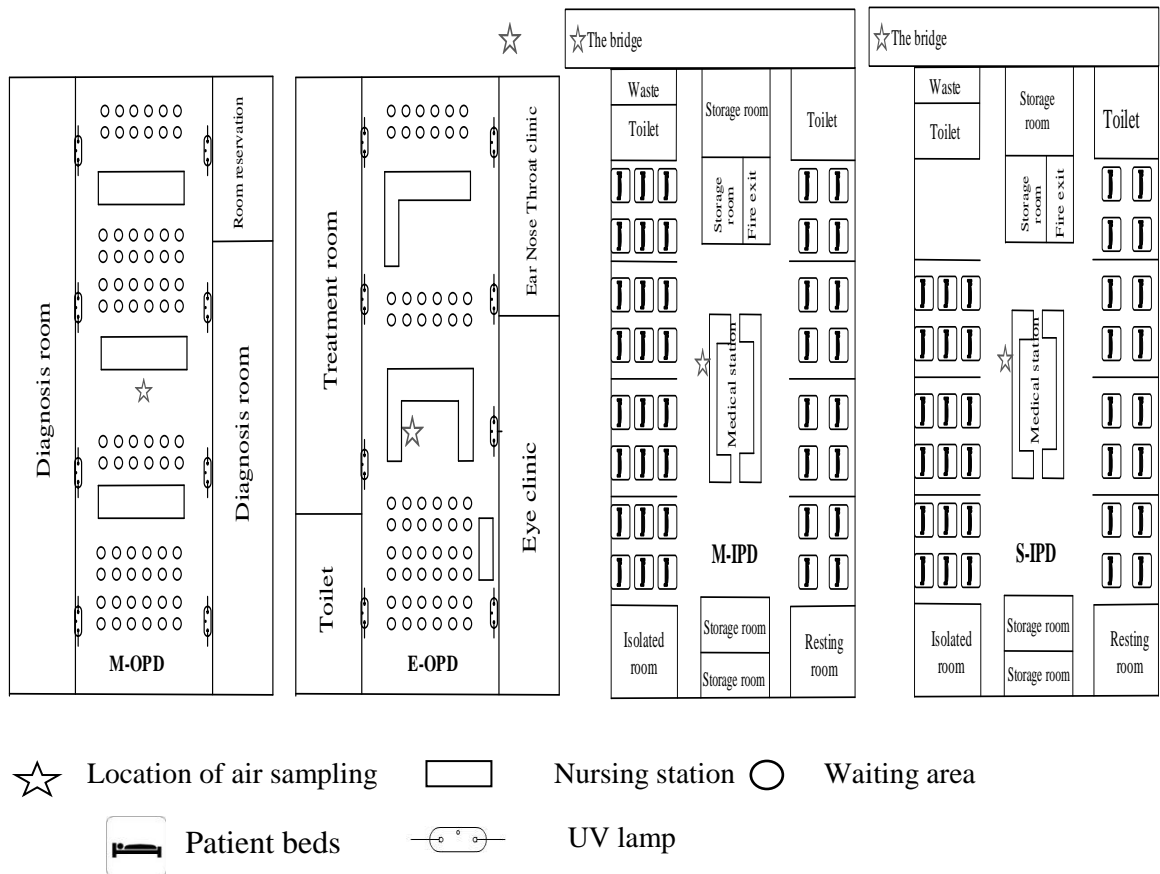 The bridge
The bridge
Diagnosis room
Room reservation
Diagnosis room
M-OPD
Treatment room
Toilet
Ear Nose Throat clinic
Eye clinic
E-OPD
Waste
Toilet
Storage room
Toilet
Storage
room
Fire exit
Medical station
M-IPD
Isolated
room
Storage room
Storage room
Resting
room
Waste
Toilet
Storage
room
Toilet
Storage
room
Fire exit
Medical station
S-IPD
Isolated
room
Storage room
Storage room
Resting
room
Location of air sampling
Nursing station
Waiting area
Patient beds
UV lamp